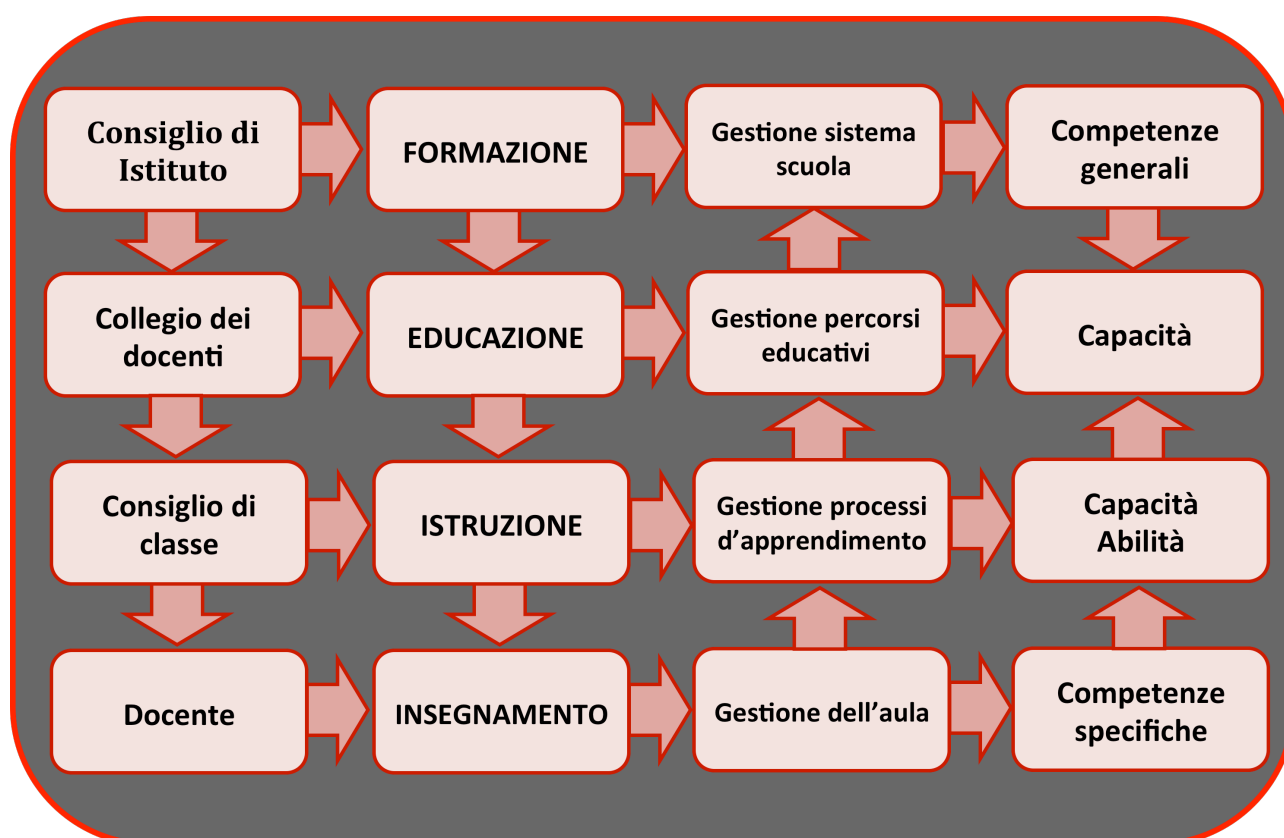 Consiglio di
Istituto
FORMAZIONE
Gestione sistema
scuola
Competenze
generali
Collegio dei
docenti
EDUCAZIONE
Gestione percorsi
educativi
Capacità
Consiglio di
classe
ISTRUZIONE
Gestione processi
d’apprendimento
Capacità
Abilità
Docente
INSEGNAMENTO
Gestione dell’aula
Competenze
specifiche